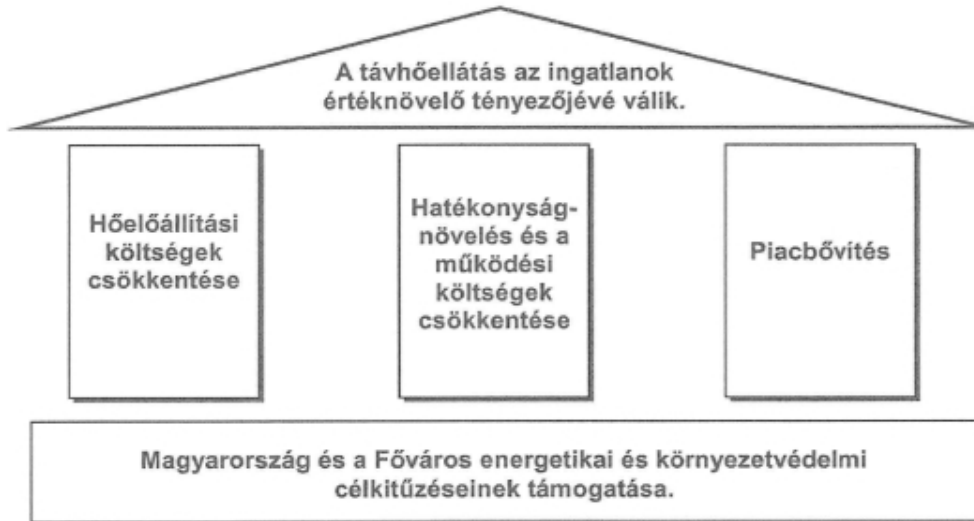 A távhőellátás az ingatlanok
értéknövelő tényezőjévé válik.
Hőelőállítási
költségek
csökkentése
Hatékonyság-
növelés és a
működési
költségek
csökkentése
Piacbővítés
Magyarország és a Főváros energetikai és környezetvédelmi
célkitűzéseinek támogatása.